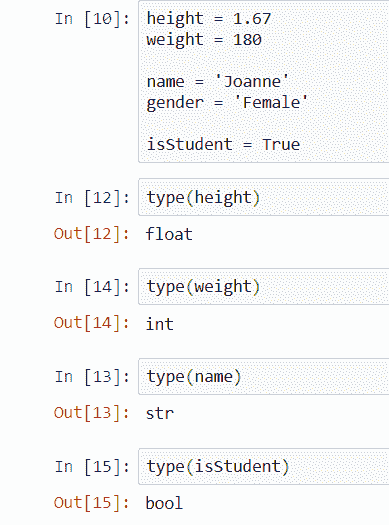 In [10]: height = 1.67
weight = 180
name = 'Joanne'
gender = 'Female'
isStudent = True
In [12]: type(height)
Out[12]: float
In [14]: type(weight)
Out[14]: int
In [13]: type(name)
Out[13]: str
In [15]: type(isStudent)
Out[15]: bool